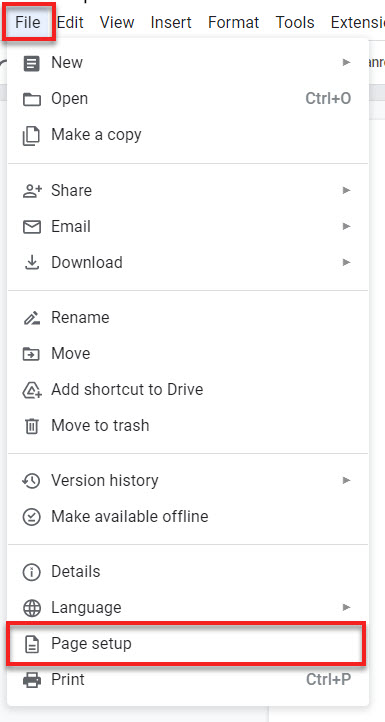 File Edit View Insert Format Tools Extensi
New
Open Ctrl+O
Make a copy
Share
Email
Download
Rename
Move
Add shortcut to Drive
Move to trash
Version history
Make available offline
Details
Language
Page setup
Print Ctrl+P